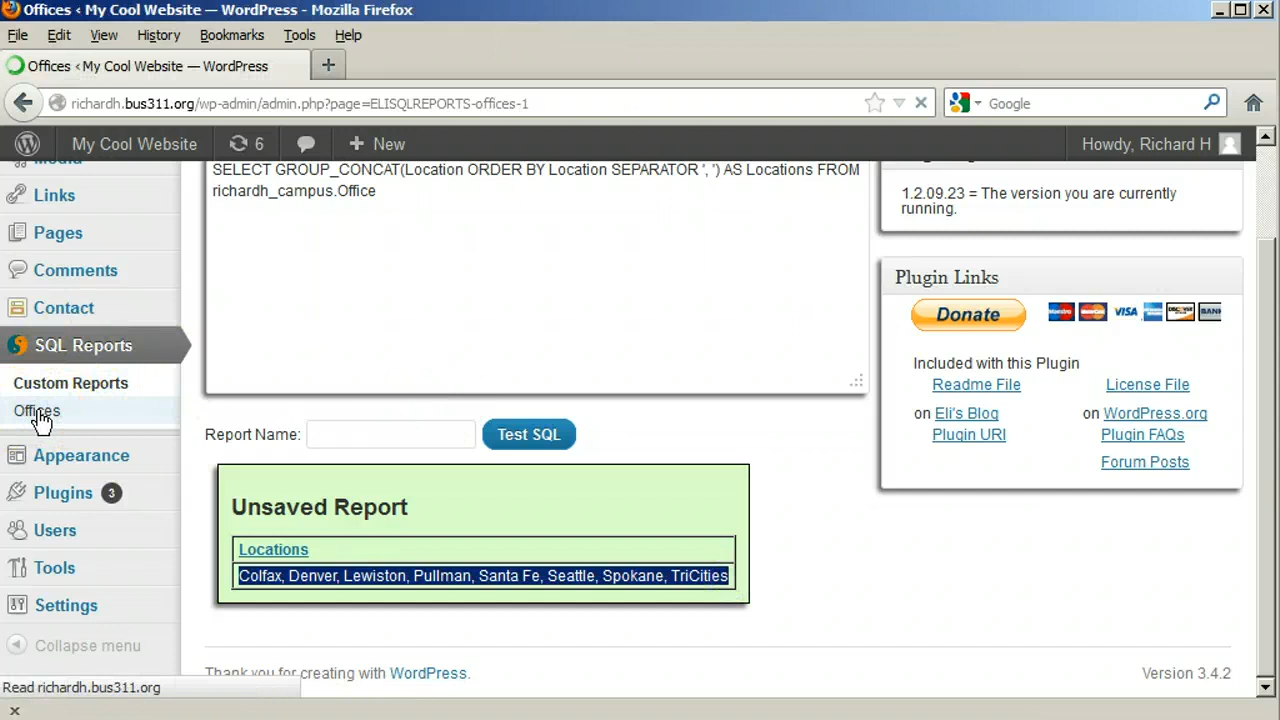 Offices ‹ My Cool Website — WordPress - Mozilla Firefox
File Edit View History Bookmarks Tools Help
Offices ‹ My Cool Website — WordPress
richardh.bus311.org/wp-admin/admin.php?page=ELISQLREPORTS-offices-1
Google
My Cool Website 6 + New Howdy, Richard H
Media
Links
Pages
Comments
Contact
SQL Reports
Custom Reports
Offices
Appearance
Plugins 3
Users
Tools
Settings
Collapse menu
SELECT GROUP_CONCAT(Location ORDER BY Location SEPARATOR ', ') AS Locations FROM
richardh_campus.Office
Report Name: Test SQL
Unsaved Report
Locations
Colfax, Denver, Lewiston, Pullman, Santa Fe, Seattle, Spokane, TriCities
1.2.09.23 = The version you are currently
running.
Plugin Links
Donate VISA BANK
Included with this Plugin
Readme File License File
on Eli's Blog on WordPress.org
Plugin URI Plugin FAQs
Forum Posts
Thank you for creating with WordPress. Version 3.4.2
Read richardh.bus311.org